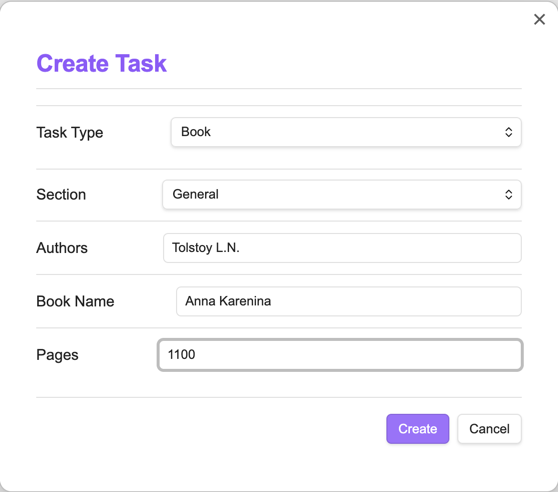 Create Task
Task Type Book
Section General
Authors Tolstoy L.N.
Book Name Anna Karenina
Pages 1100
Create Cancel